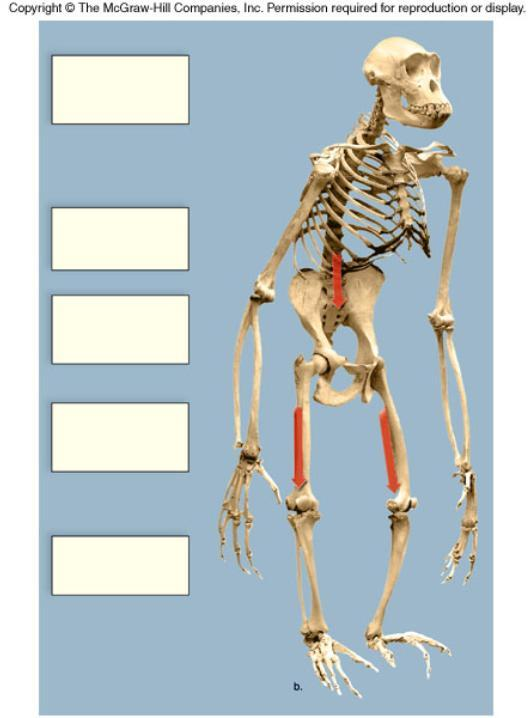 Copyright © The McGraw-Hill Companies, Inc. Permission required for reproduction or display.
b.